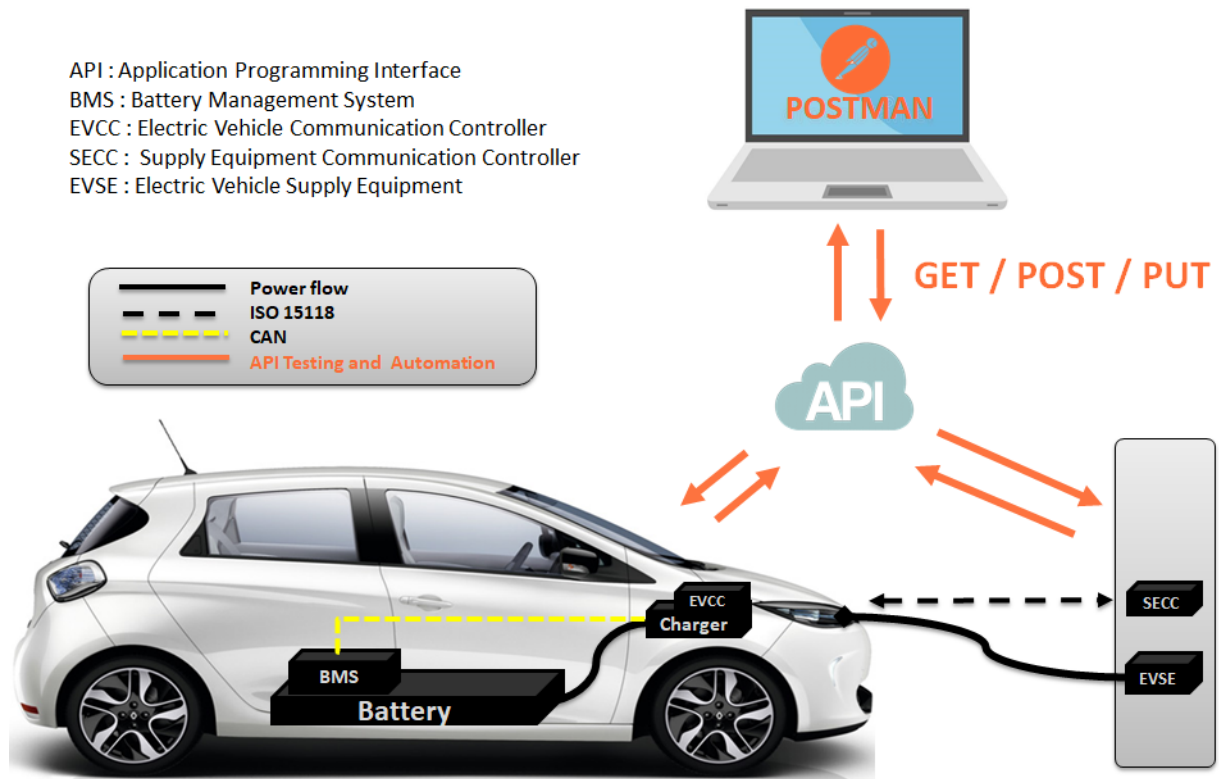 API : Application Programming Interface
BMS : Battery Management System
EVCC : Electric Vehicle Communication Controller
SECC :  Supply Equipment Communication Controller
EVSE : Electric Vehicle Supply Equipment
POSTMAN
GET / POST / PUT
Power flow
ISO 15118
CAN
API Testing and  Automation
API
EVCC
Charger
SECC
BMS
EVSE
Battery